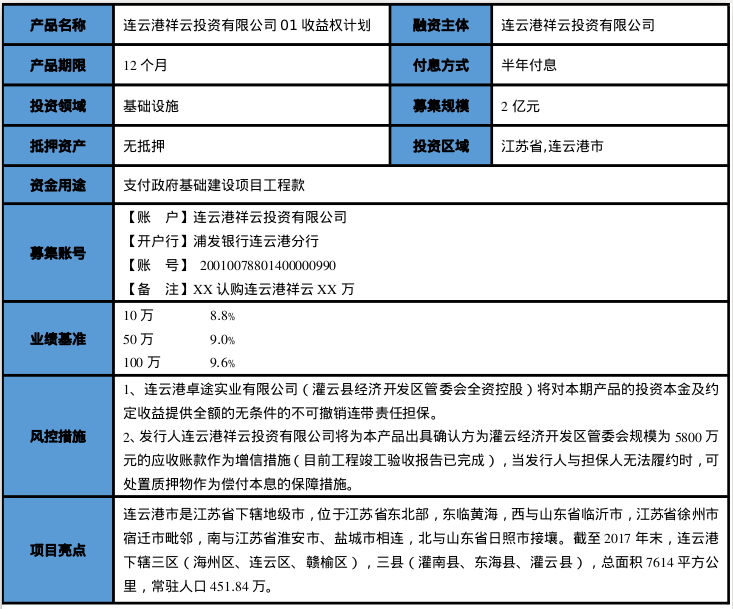 产品名称 连云港祥云投资有限公司 01 收益权计划 融资主体 连云港祥云投资有限公司
产品期限 12 个月 付息方式 半年付息
投资领域 基础设施 募集规模 2 亿元
抵押资产 无抵押 投资区域 江苏省,连云港市
资金用途 支付政府基础建设项目工程款
募集账号
【账 户】连云港祥云投资有限公司
【开户行】浦发银行连云港分行
【账 号】 20010078801400000990
【备 注】XX 认购连云港祥云 XX 万
业绩基准
10 万 8.8%
50 万 9.0%
100 万 9.6%
风控措施
1、连云港卓途实业有限公司（灌云县经济开发区管委会全资控股）将对本期产品的投资本金及约
定收益提供全额的无条件的不可撤销连带责任担保。
2、发行人连云港祥云投资有限公司将为本产品出具确认方为灌云经济开发区管委会规模为 5800 万
元的应收账款作为增信措施（目前工程竣工验收报告已完成），当发行人与担保人无法履约时，可
处置质押物作为偿付本息的保障措施。
项目亮点
连云港市是江苏省下辖地级市，位于江苏省东北部，东临黄海，西与山东省临沂市，江苏省徐州市
宿迁市毗邻，南与江苏省淮安市、盐城市相连，北与山东省日照市接壤。截至 2017 年末，连云港
下辖三区（海州区、连云区、赣榆区），三县（灌南县、东海县、灌云县），总面积 7614 平方公
里，常驻人口 451.84 万。